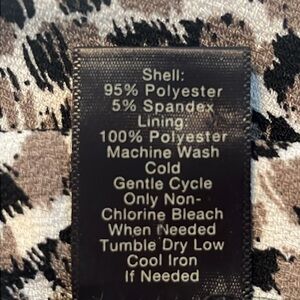 Shell:
95% Polyester
5% Spandex
Lining:
100% Polyester
Machine Wash
Cold
Gentle Cycle
Only Non-
Chlorine Bleach
When Needed
Tumble Dry Low
Cool Iron
If Needed